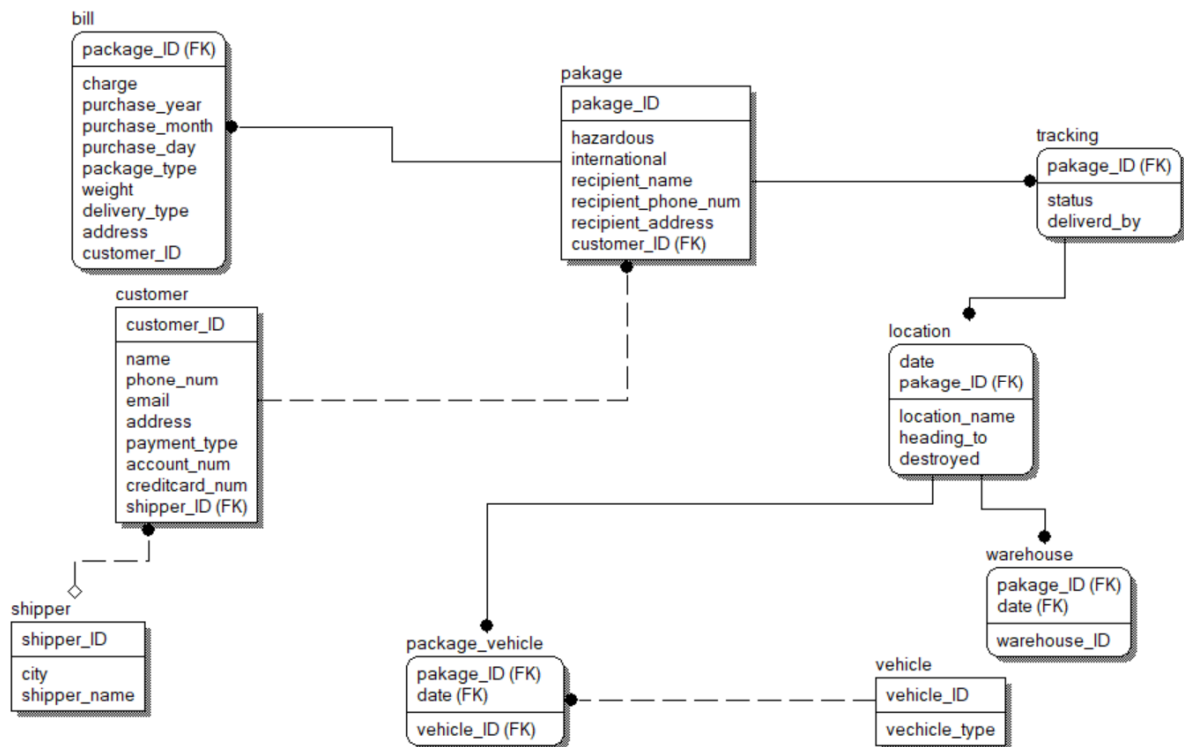 bill
package_ID (FK)
charge
purchase_year
purchase_month
purchase_day
package_type
weight
delivery_type
address
customer_ID
pakage
pakage_ID
hazardous
international
recipient_name
recipient_phone_num
recipient_address
customer_ID (FK)
tracking
pakage_ID (FK)
status
deliverd_by
customer
customer_ID
name
phone_num
email
address
payment_type
account_num
creditcard_num
shipper_ID (FK)
location
date
pakage_ID (FK)
location_name
heading_to
destroyed
warehouse
pakage_ID (FK)
date (FK)
warehouse_ID
shipper
shipper_ID
city
shipper_name
package_vehicle
pakage_ID (FK)
date (FK)
vehicle_ID (FK)
vehicle
vehicle_ID
vechicle_type